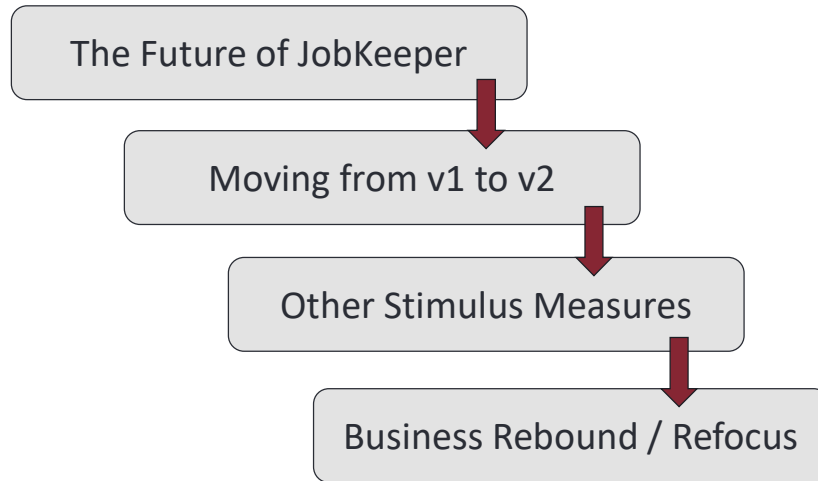 The Future of JobKeeper
Moving from v1 to v2
Other Stimulus Measures
Business Rebound / Refocus